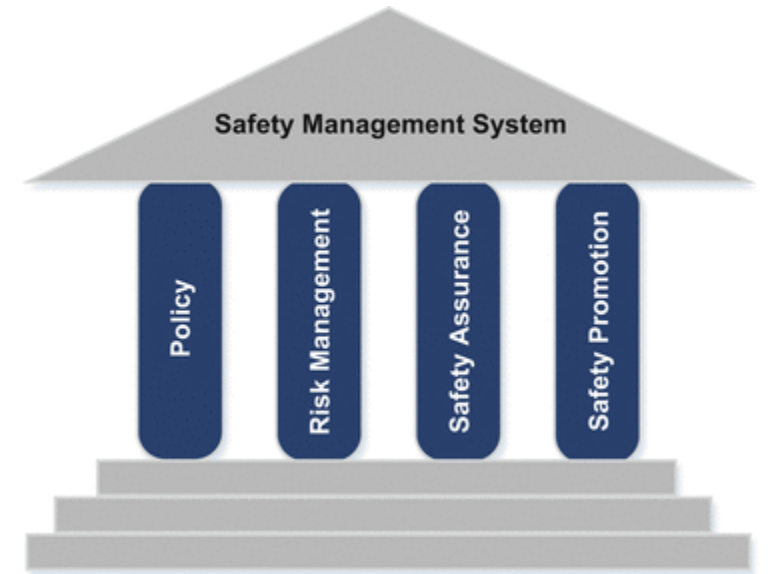 Safety Management System
Policy
Risk Management
Safety Assurance
Safety Promotion